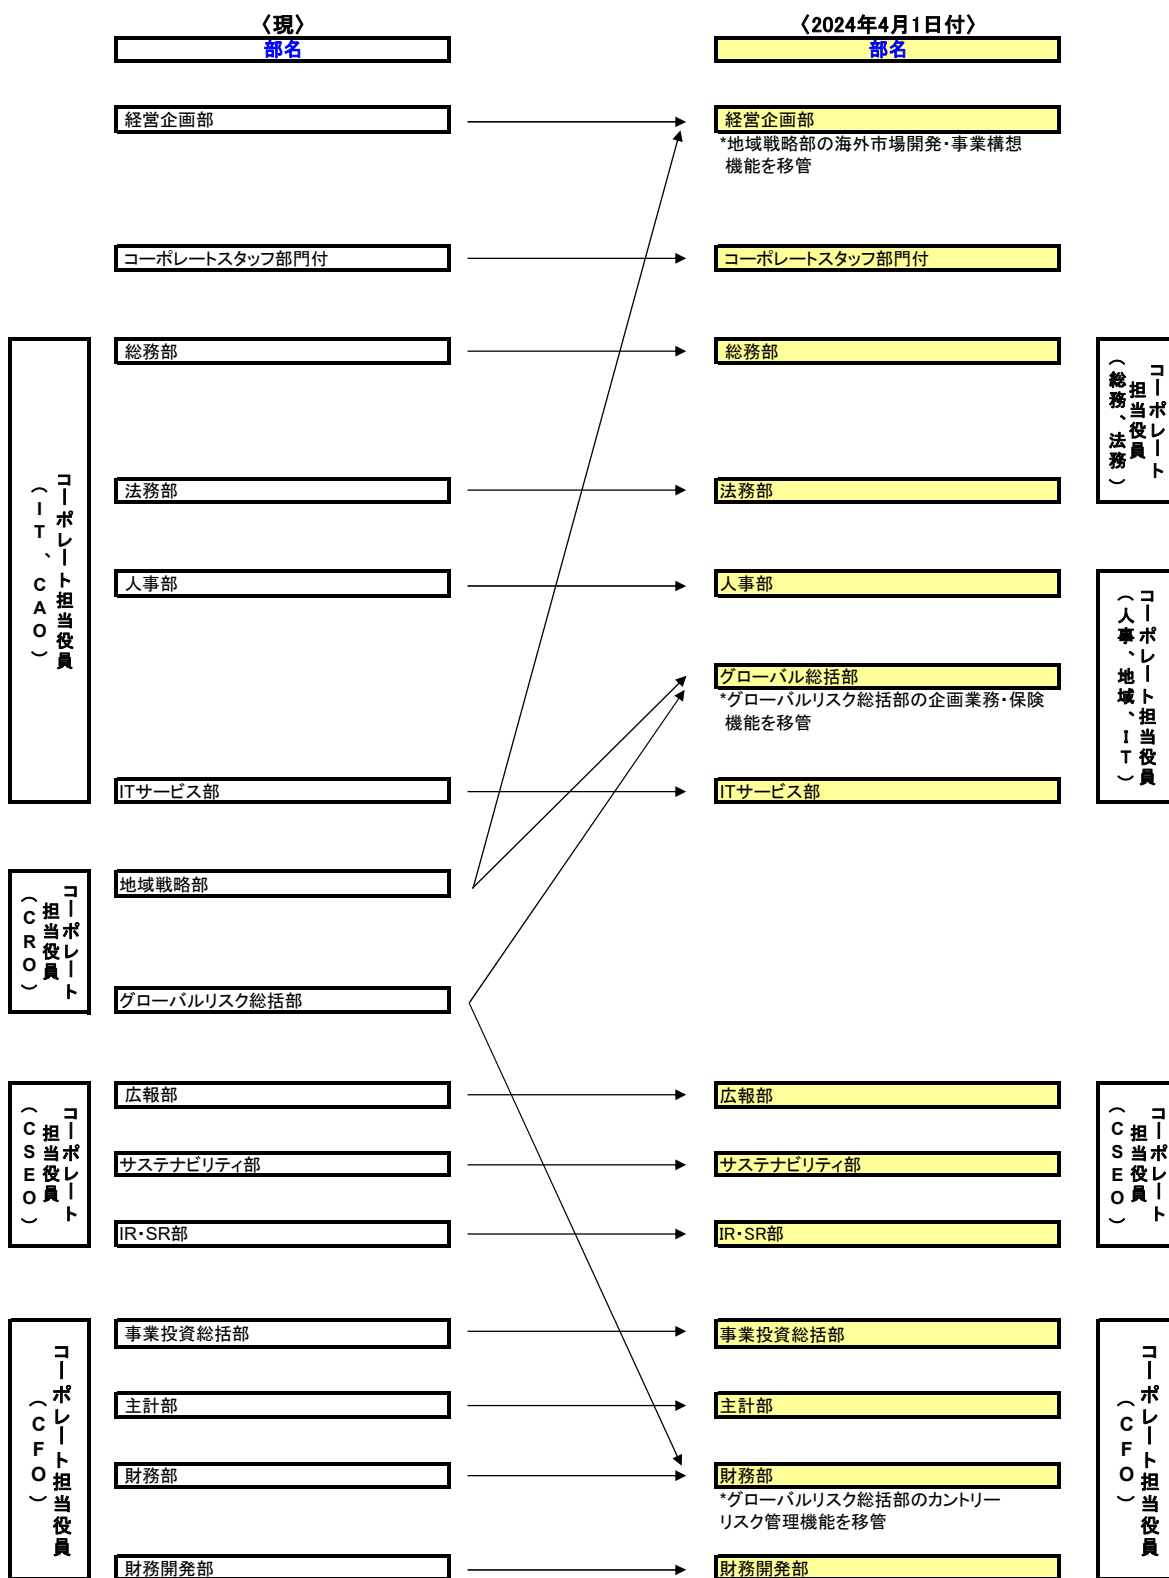 〈現〉
〈2024年4月1日付〉
部名
部名
経営企画部
経営企画部
*地域戦略部の海外市場開発・事業構想
機能を移管
コーポレートスタッフ部門付
コーポレートスタッフ部門付
コーポレート担当役員
（IT、CAO）
総務部
総務部
コーポレート
担当役員
（総務、法務）
法務部
法務部
人事部
人事部
コーポレート担当役員
（人事、地域、IT）
グローバル総括部
*グローバルリスク総括部の企画業務・保険
機能を移管
ITサービス部
ITサービス部
コーポレート
担当役員
（CRO）
地域戦略部
グローバルリスク総括部
コーポレート
担当役員
（CSEO）
広報部
広報部
コーポレート
担当役員
（CSEO）
サステナビリティ部
サステナビリティ部
IR・SR部
IR・SR部
コーポレート担当役員
（CFO）
事業投資総括部
事業投資総括部
コーポレート担当役員
（CFO）
主計部
主計部
財務部
財務部
*グローバルリスク総括部のカントリー
リスク管理機能を移管
財務開発部
財務開発部